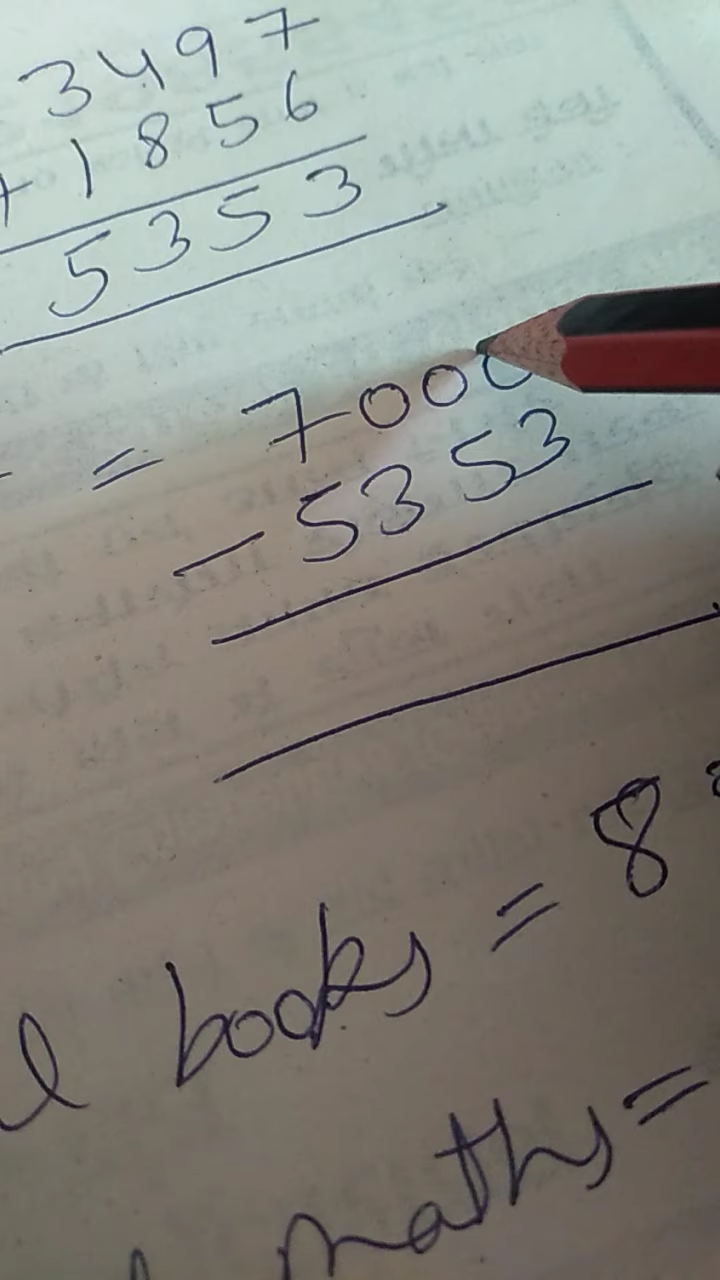 3497
+1856
5353
= 7000
- 5353
books = 8
maths =